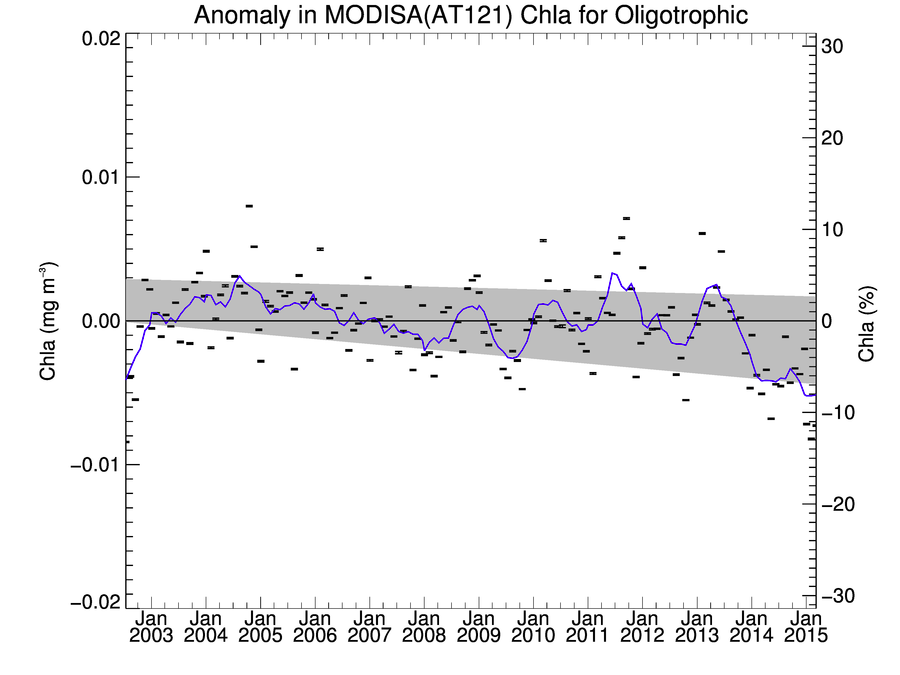 Anomaly in MODISA(AT121) Chla for Oligotrophic
0.02
0.01
0.00
−0.01
−0.02
Chla (mg m⁻³)
30
20
10
0
−10
−20
−30
Chla (%)
Jan Jan Jan Jan Jan Jan Jan Jan Jan Jan Jan Jan Jan
2003 2004 2005 2006 2007 2008 2009 2010 2011 2012 2013 2014 2015